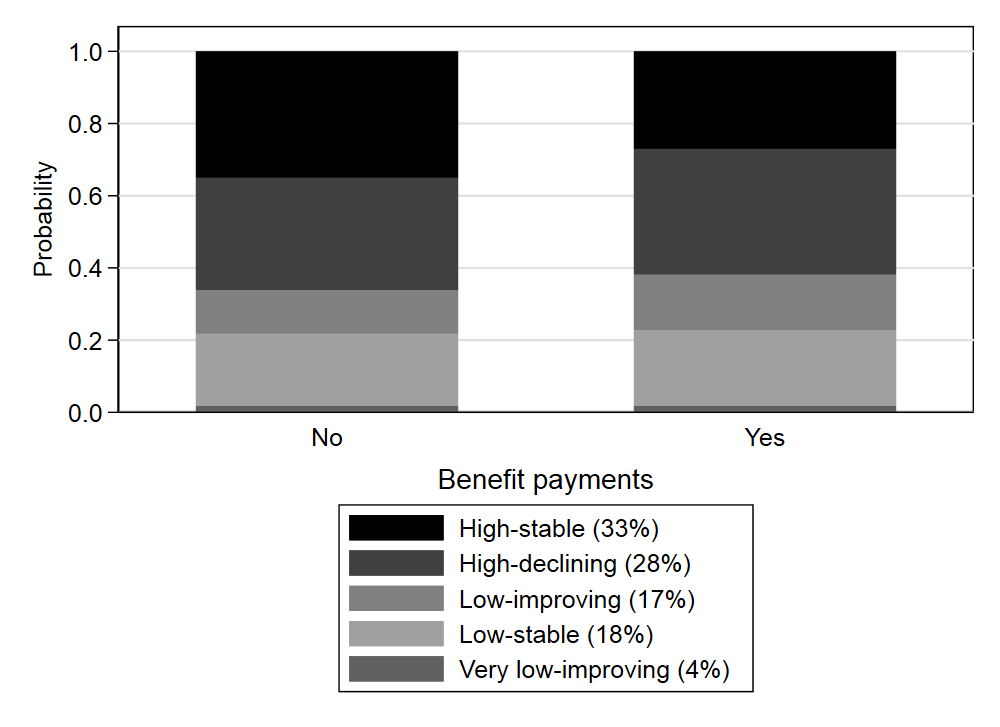 1.0
0.8
0.6
0.4
0.2
0.0
Probability
No Yes
Benefit payments
High-stable (33%)
High-declining (28%)
Low-improving (17%)
Low-stable (18%)
Very low-improving (4%)